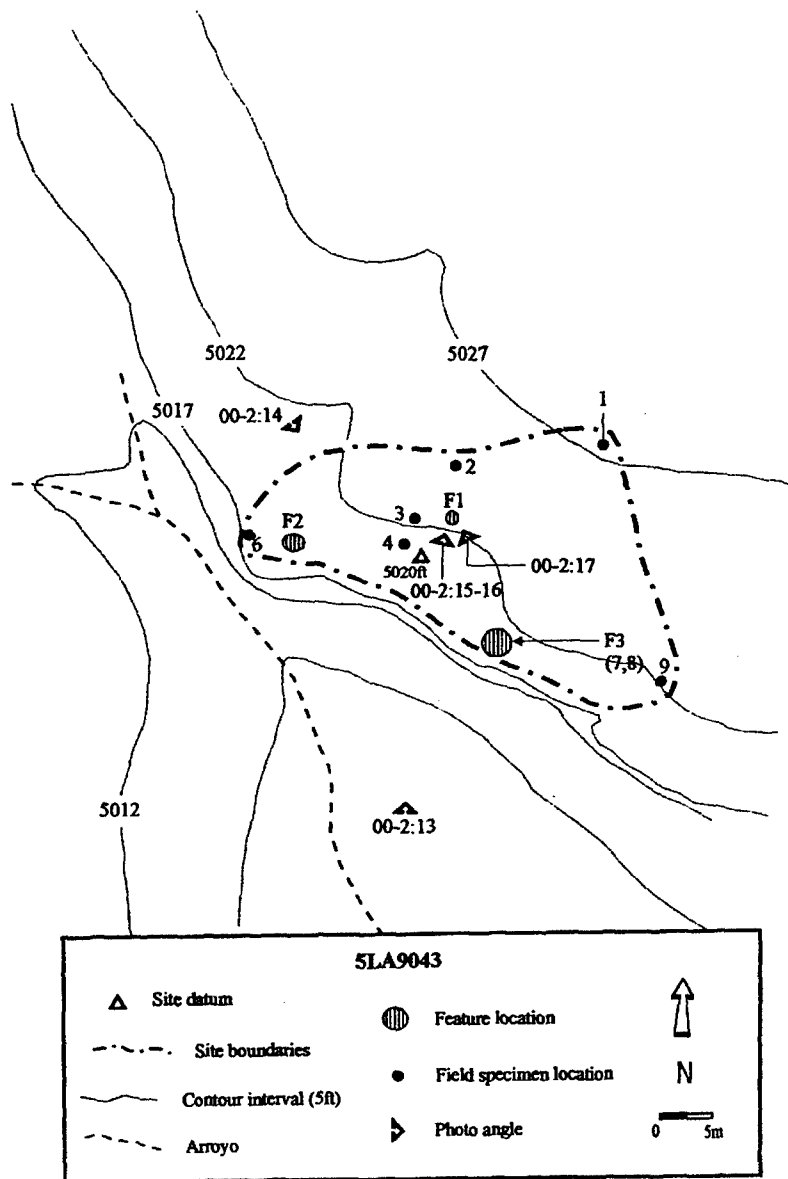 5022
5027
00-2:14
5017
1
2
3
F1
F2
6
4
5020ft
00-2:15-16
00-2:17
F3
(7,8)
9
5012
00-2:13
5LA9043
Site datum
Feature location
Site boundaries
Field specimen location
N
Contour interval (5ft)
Photo angle
0 5m
Arroyo